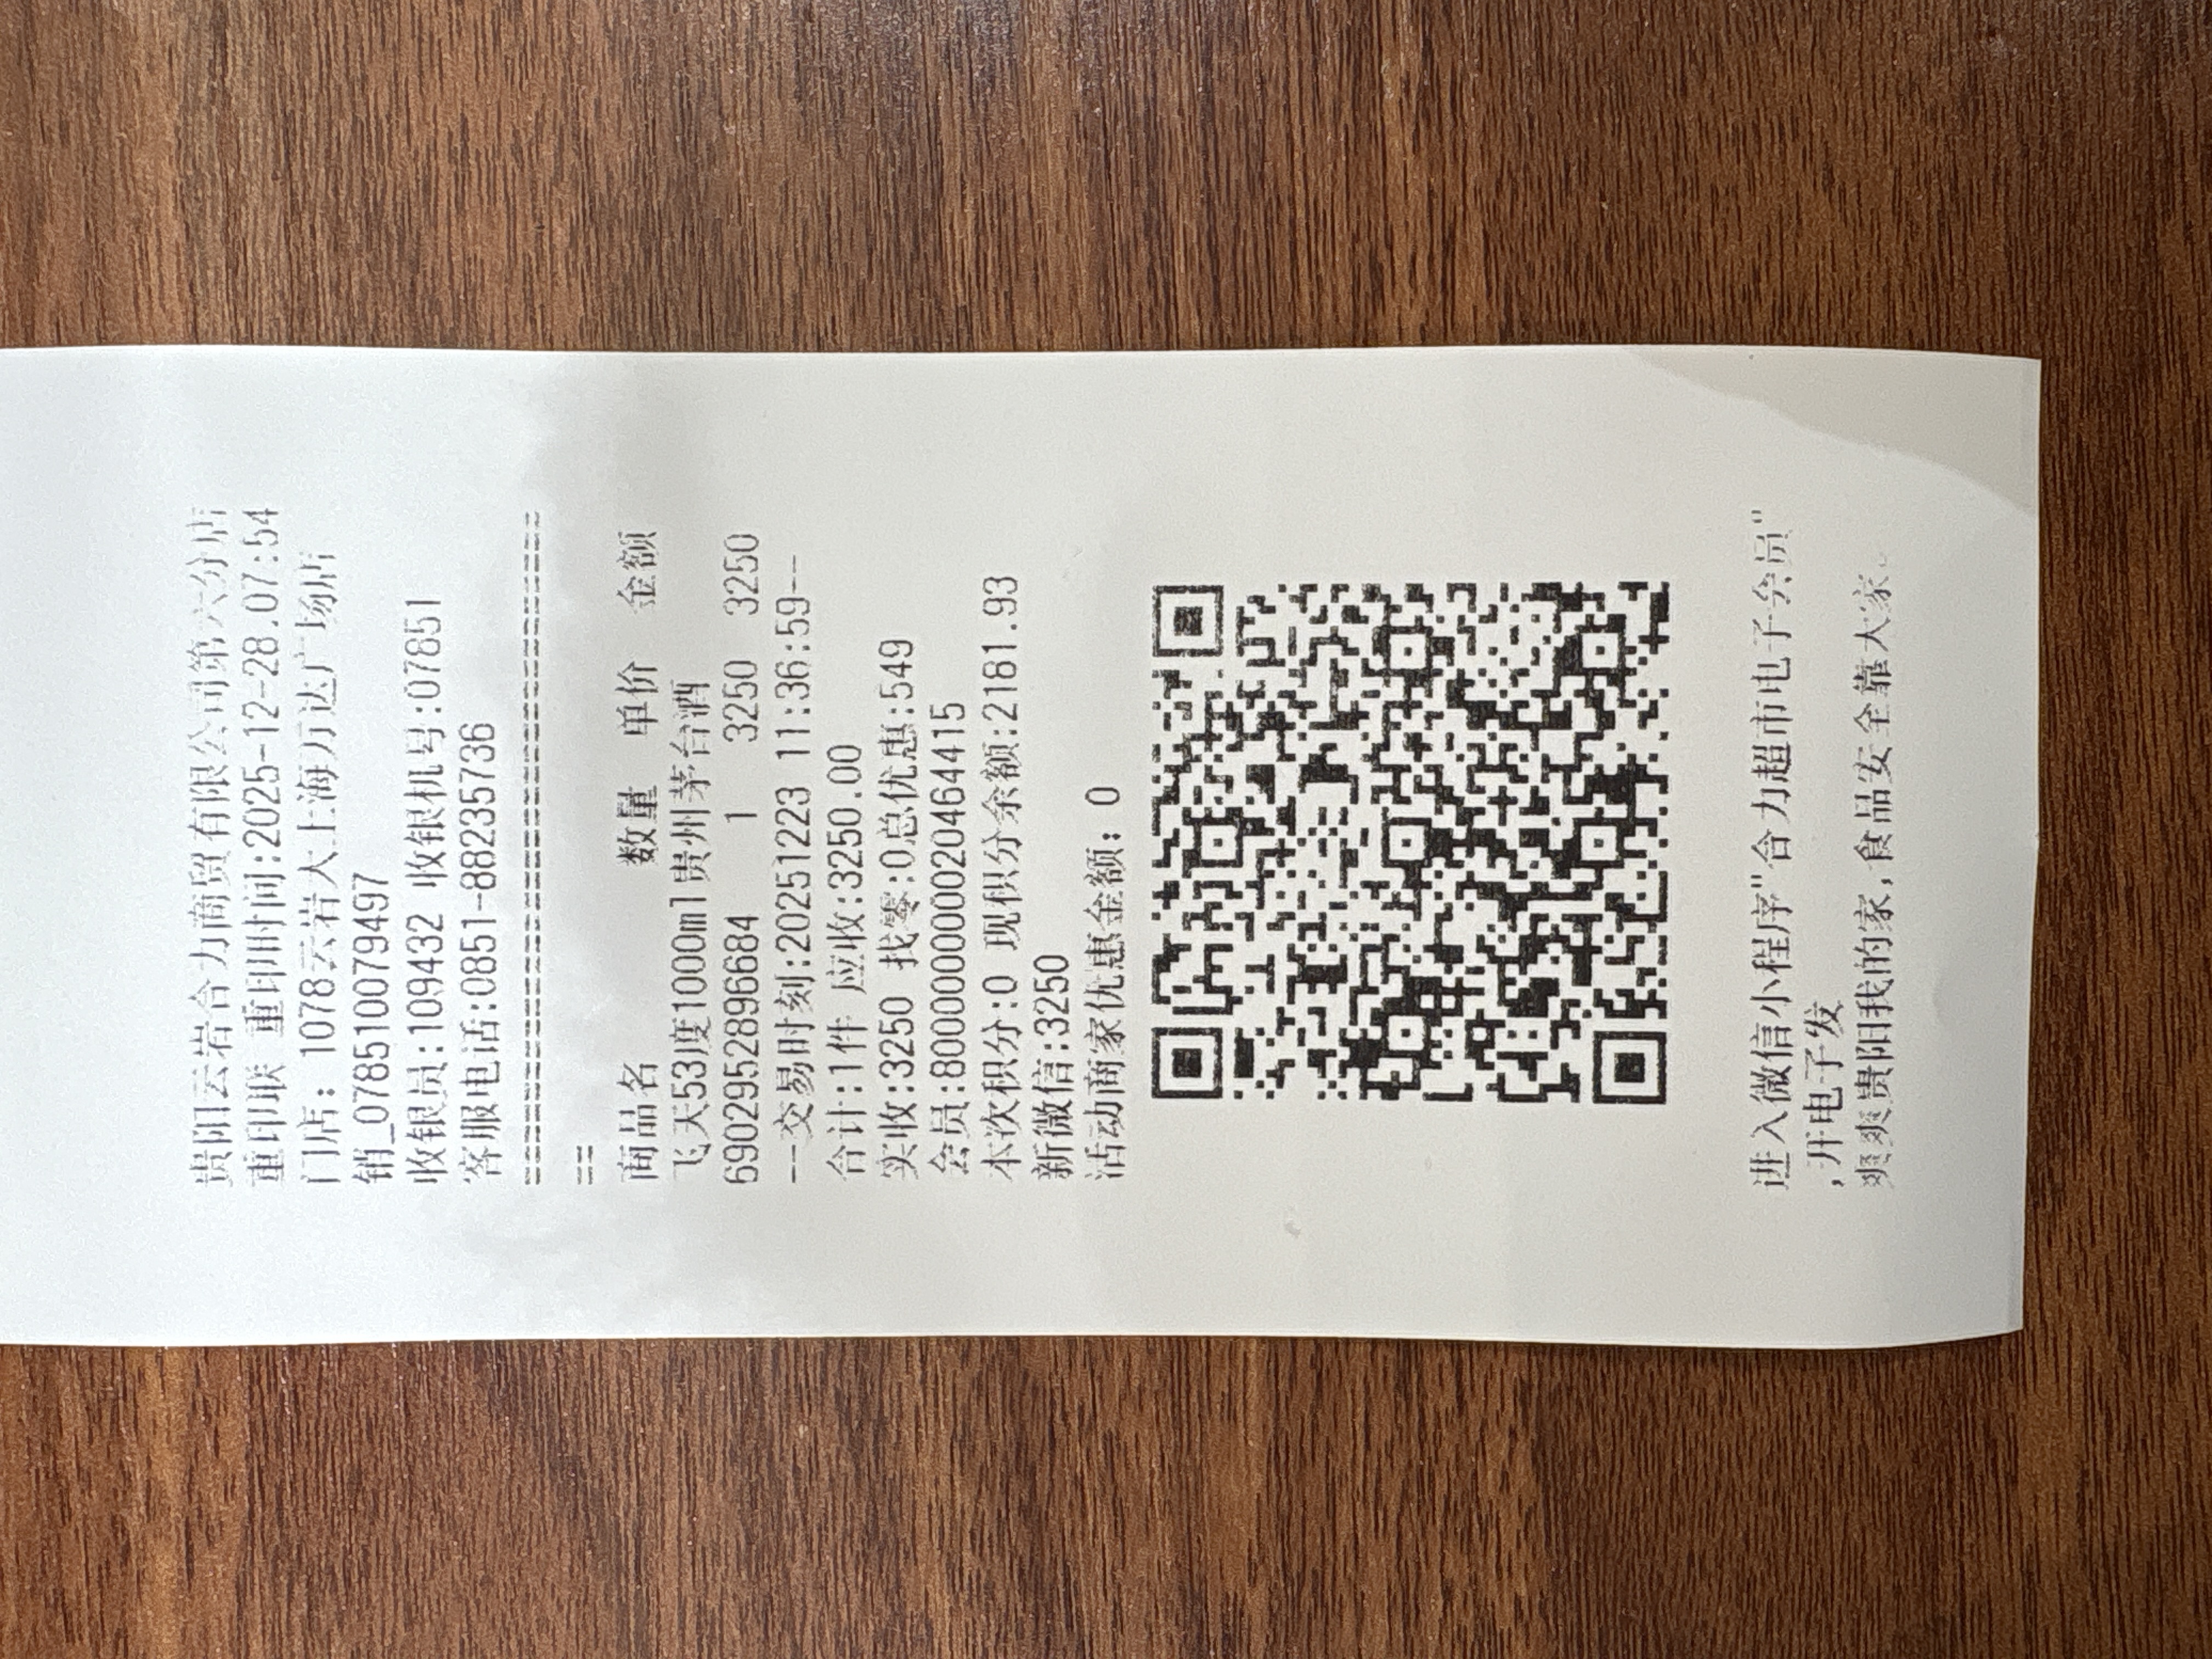 贵阳云岩合力商贸有限公司第六分店
重印联 重印时间:2025-12-28.07:54
门店: 1078云岩大上海万达广场店
销_078510079497
收银员:109432 收银机号:07851
客服电话:0851-88235736
================================
==
商品名 数量 单价 金额
飞天53度1000ml贵州茅台酒
6902952896684 1 3250 3250
--交易时刻:20251223 11:36:59--
合计:1件 应收:3250.00
实收:3250 找零:0总优惠:549
会员:8000000000020464415
本次积分:0 现积分余额:2181.93
新微信:3250
活动商家优惠金额: 0
进入微信小程序"合力超市电子会员"
,开电子发
爽爽贵阳我的家,食品安全靠大家。